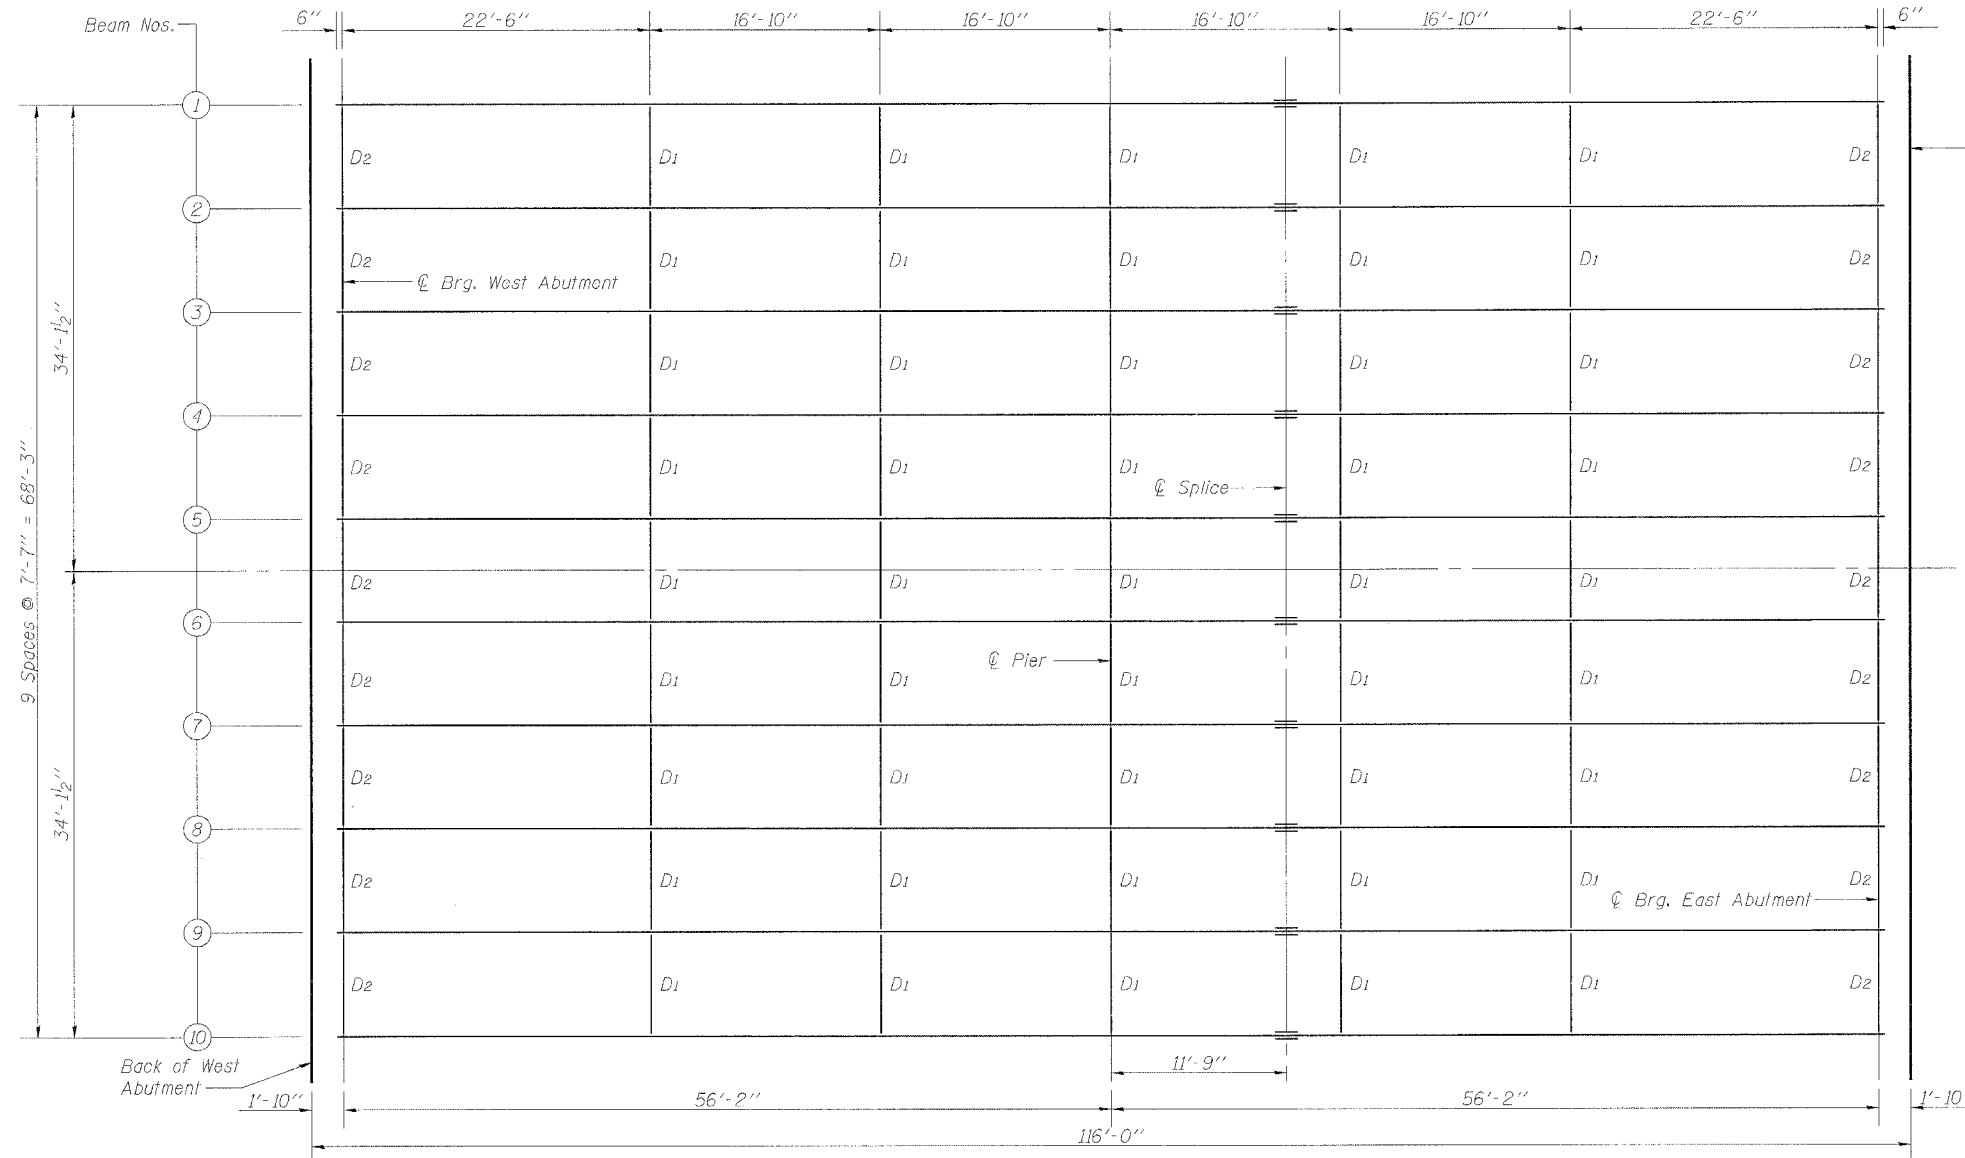 Beam Nos.
6" 22'-6" 16'-10" 16'-10" 16'-10" 16'-10" 22'-6" 6"
1
D2 D1 D1 D1 D1 D1 D2
2
D2 D1 D1 D1 D1 D1 D2
℄ Brg. West Abutment
3
34'-1½"
D2 D1 D1 D1 D1 D1 D2
4
D2 D1 D1 D1 D1 D1 D2
℄ Splice
5
9 Spaces @ 7'-7" = 68'-3"
D2 D1 D1 D1 D1 D1 D2
6
℄ Pier
D2 D1 D1 D1 D1 D1 D2
7
34'-1½"
D2 D1 D1 D1 D1 D1 D2
8
D2 D1 D1 D1 D1 D1 D2
℄ Brg. East Abutment
9
D2 D1 D1 D1 D1 D1 D2
10
Back of West
Abutment
11'-9"
1'-10" 56'-2" 56'-2" 1'-10
116'-0"